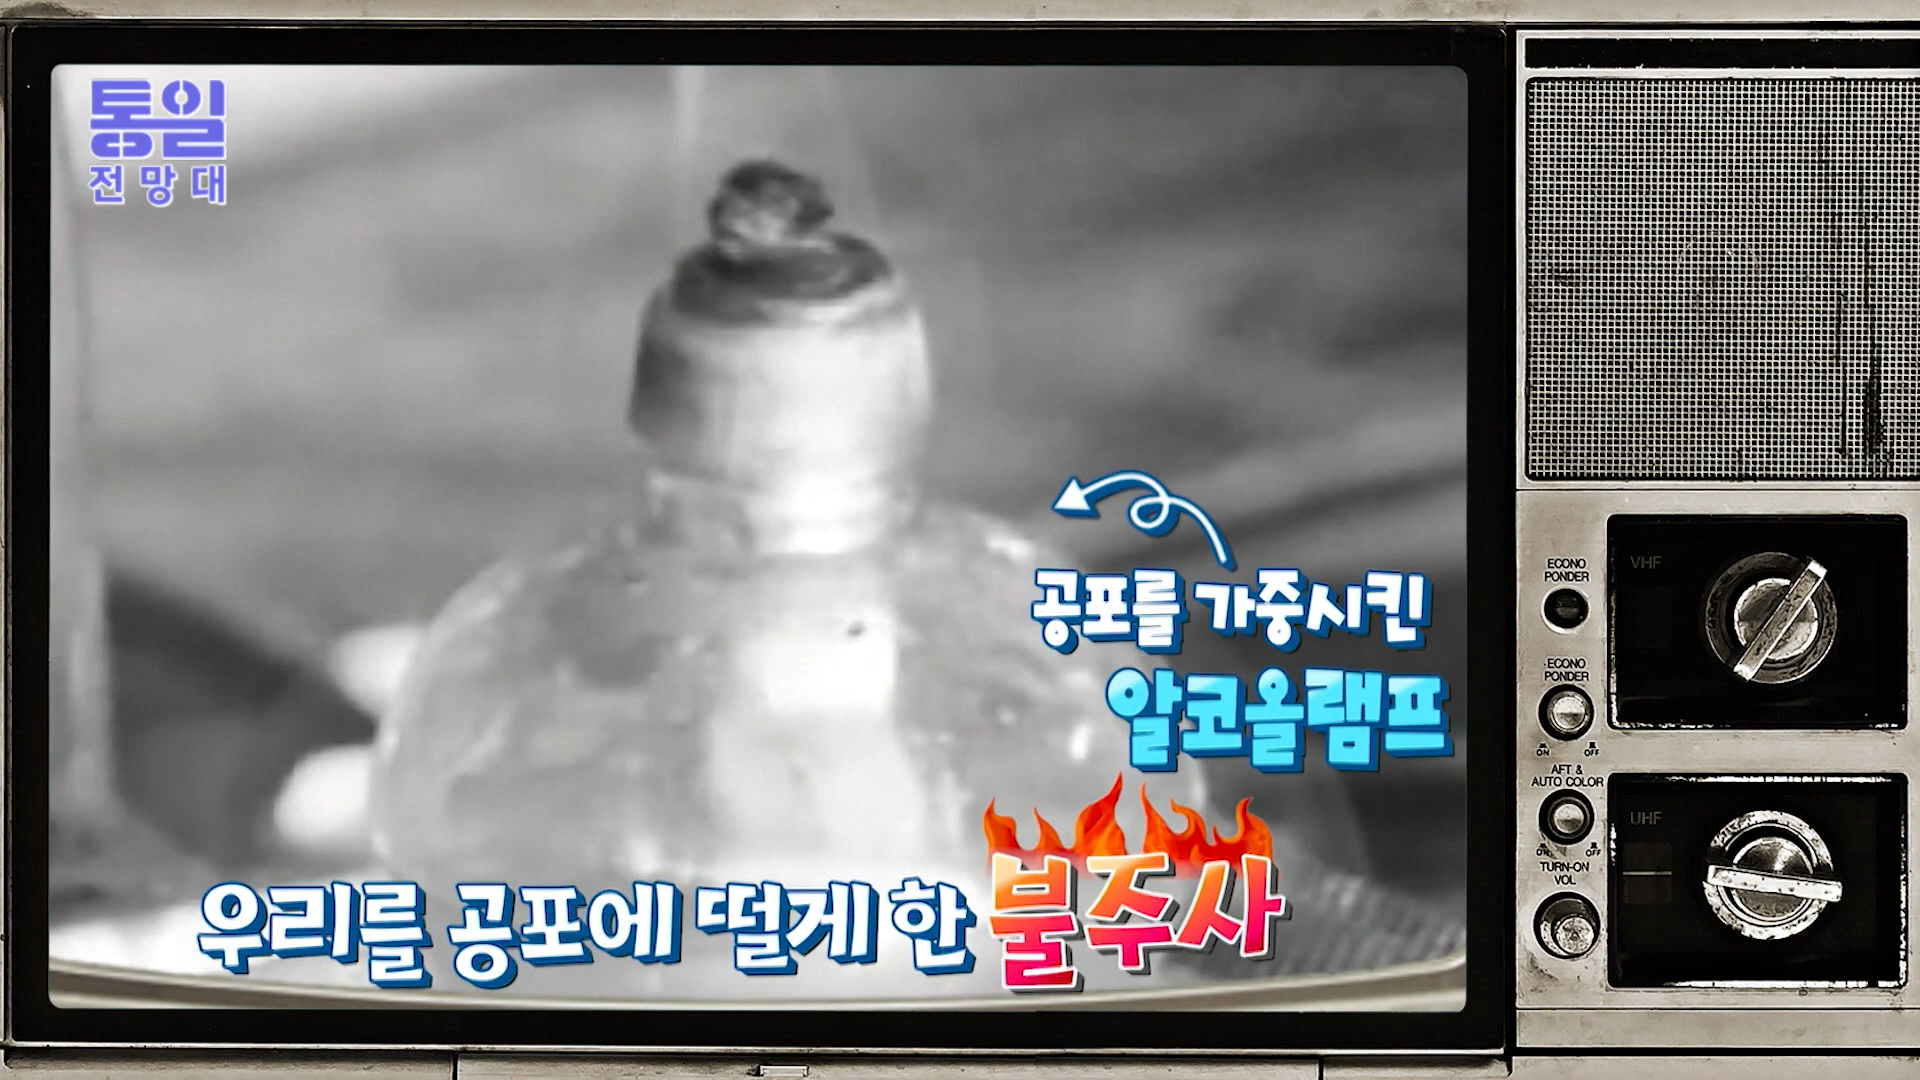 통일
전망대
공포를 가중시킨
알코올램프
우리를 공포에 떨게 한 불주사
ECONO
PONDER
VHF
ECONO
PONDER
ON OFF
AFT &
AUTO COLOR
ON OFF
UHF
TURN-ON
VOL